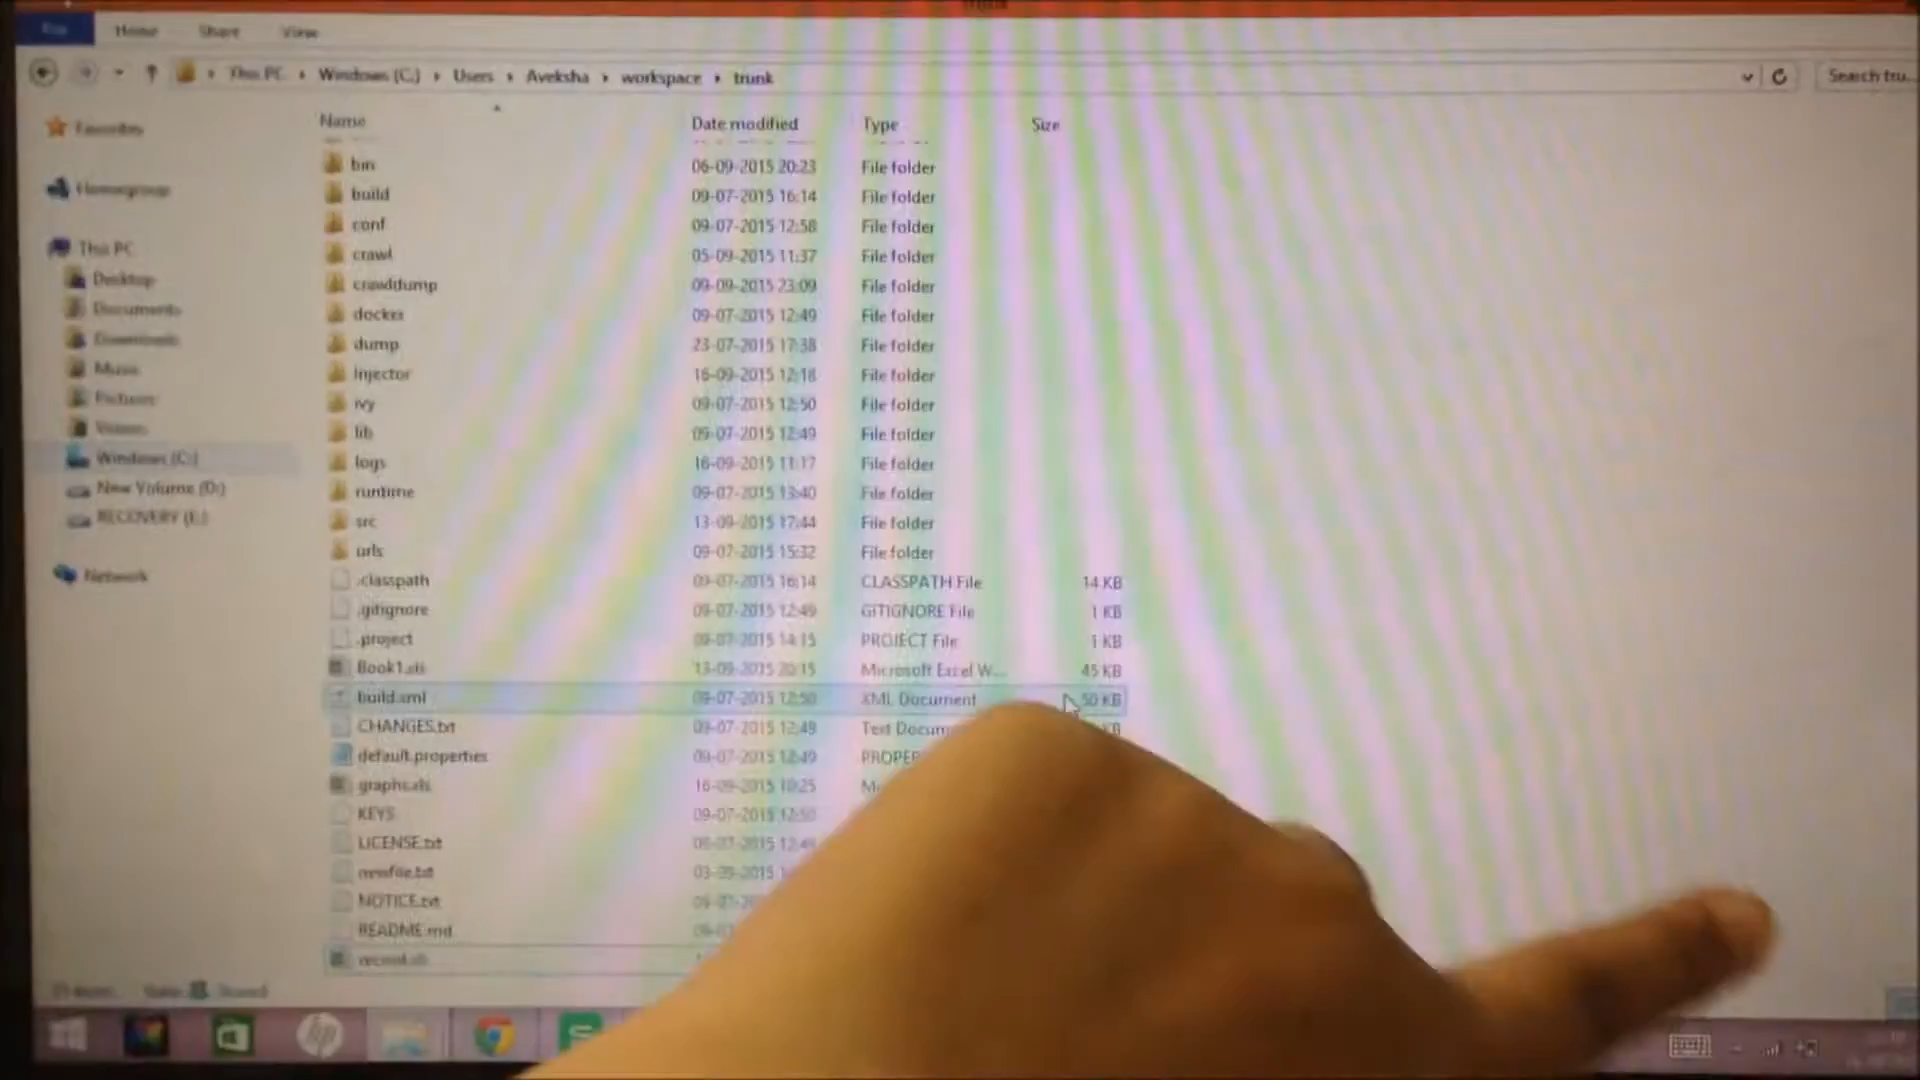 Home Share View
This PC Windows (C:) Users Aveksha workspace trunk Search tru...
Name Date modified Type Size
Favorites
bin 06-09-2015 20:23 File folder
Homegroup
build 09-07-2015 16:14 File folder
conf 09-07-2015 12:58 File folder
This PC
crawl 05-09-2015 11:37 File folder
Desktop
crawldump 09-09-2015 23:09 File folder
Documents
docker 09-07-2015 12:49 File folder
Downloads
dump 23-07-2015 17:38 File folder
Music
Injector 16-09-2015 12:18 File folder
Pictures
ivy 09-07-2015 12:50 File folder
Videos
lib 09-07-2015 12:49 File folder
Windows (C:)
logs 16-09-2015 11:17 File folder
New Volume (D:)
runtime 09-07-2015 13:40 File folder
RECOVERY (E:)
src 13-09-2015 17:44 File folder
urls 09-07-2015 15:32 File folder
Network
.classpath 09-07-2015 16:14 CLASSPATH File 14 KB
.gitignore 09-07-2015 12:49 GITIGNORE File 1 KB
.project 09-07-2015 14:15 PROJECT File 1 KB
Book1.xls 13-09-2015 20:15 Microsoft Excel W... 45 KB
build.xml 09-07-2015 12:50 XML Document 50 KB
CHANGES.txt 09-07-2015 12:49 Text Docum KB
default.properties 09-07-2015 12:49 PROPER
graphs.xls 16-09-2015 10:25
KEYS 09-07-2015 12:50
LICENSE.txt 09-07-2015 12:49
newfile.txt 03-09-2015
NOTICE.txt 09-07-20
README.md 09-07
hp